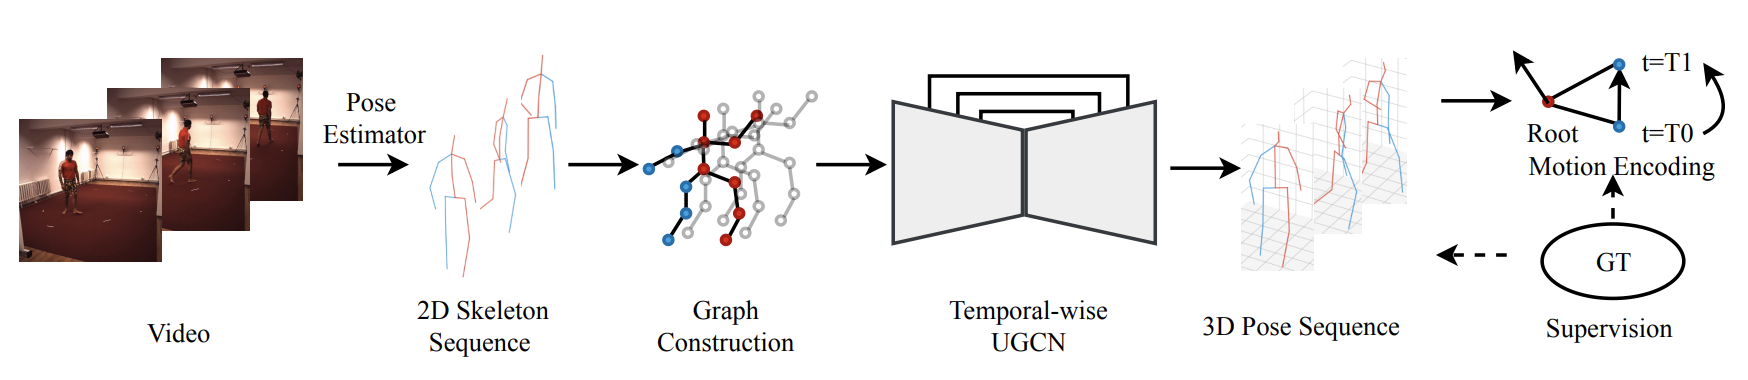 Pose
Estimator
Video
2D Skeleton
Sequence
Graph
Construction
Temporal-wise
UGCN
3D Pose Sequence
t=T1
Root
t=T0
Motion Encoding
GT
Supervision